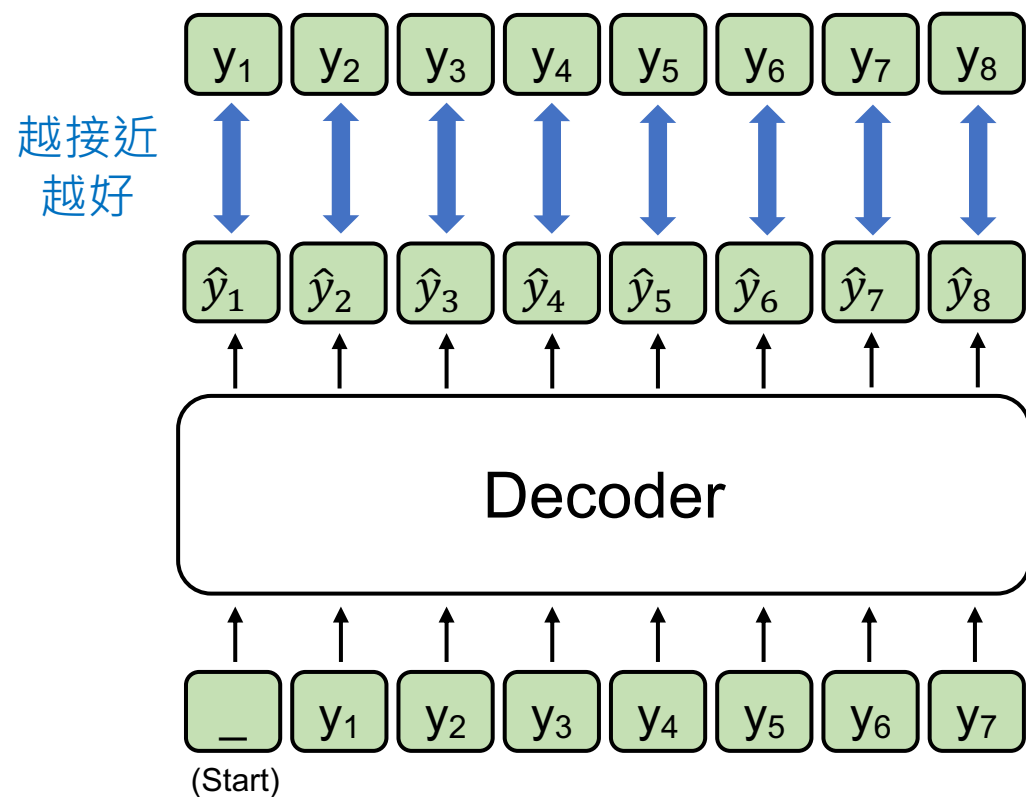 y₁ y₂ y₃ y₄ y₅ y₆ y₇ y₈
越接近
越好
ŷ₁ ŷ₂ ŷ₃ ŷ₄ ŷ₅ ŷ₆ ŷ₇ ŷ₈
Decoder
_ y₁ y₂ y₃ y₄ y₅ y₆ y₇
(Start)